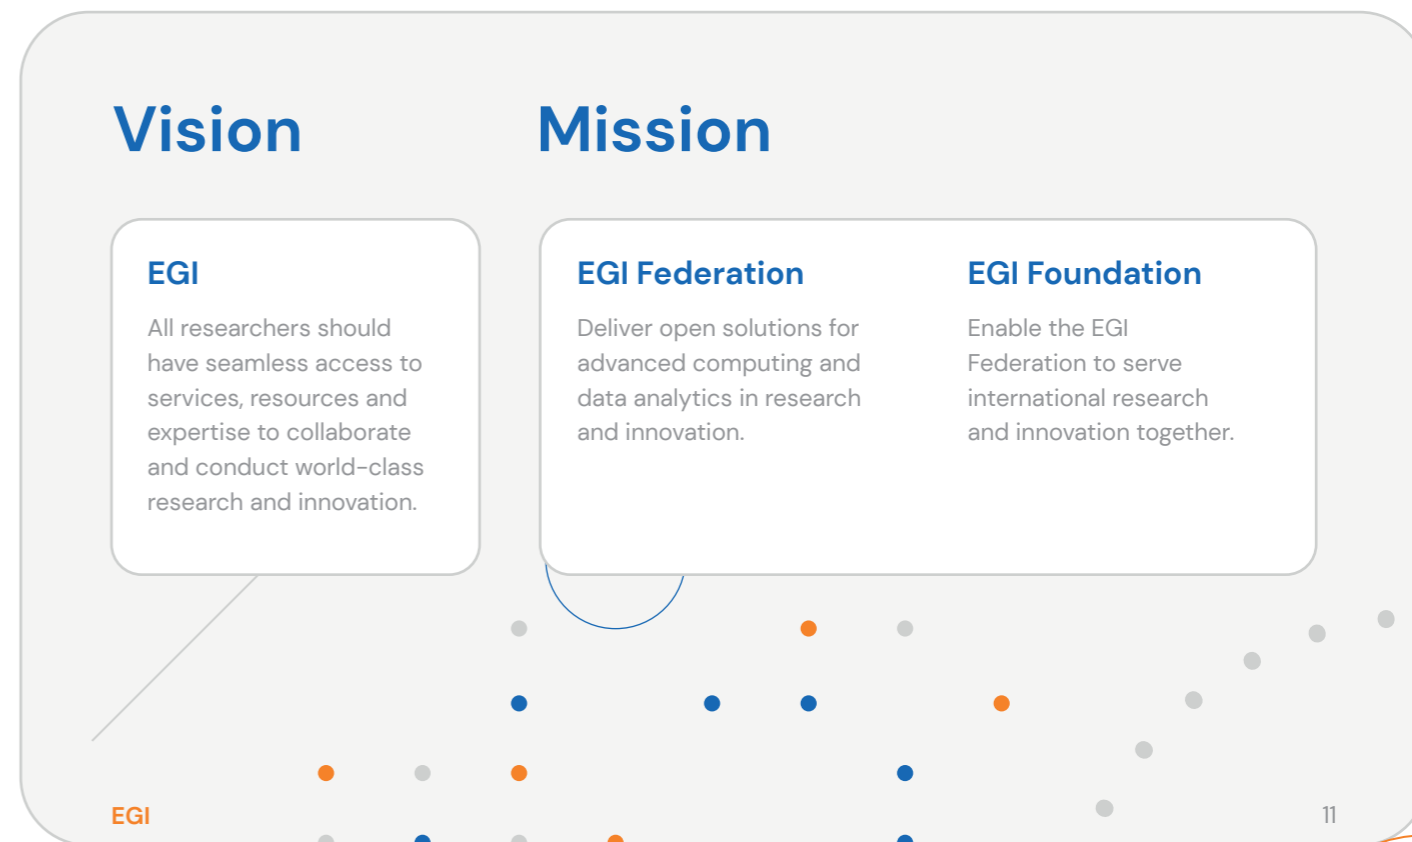 Vision
Mission
EGI
All researchers should
have seamless access to
services, resources and
expertise to collaborate
and conduct world-class
research and innovation.
EGI Federation
Deliver open solutions for
advanced computing and
data analytics in research
and innovation.
EGI Foundation
Enable the EGI
Federation to serve
international research
and innovation together.
EGI
11